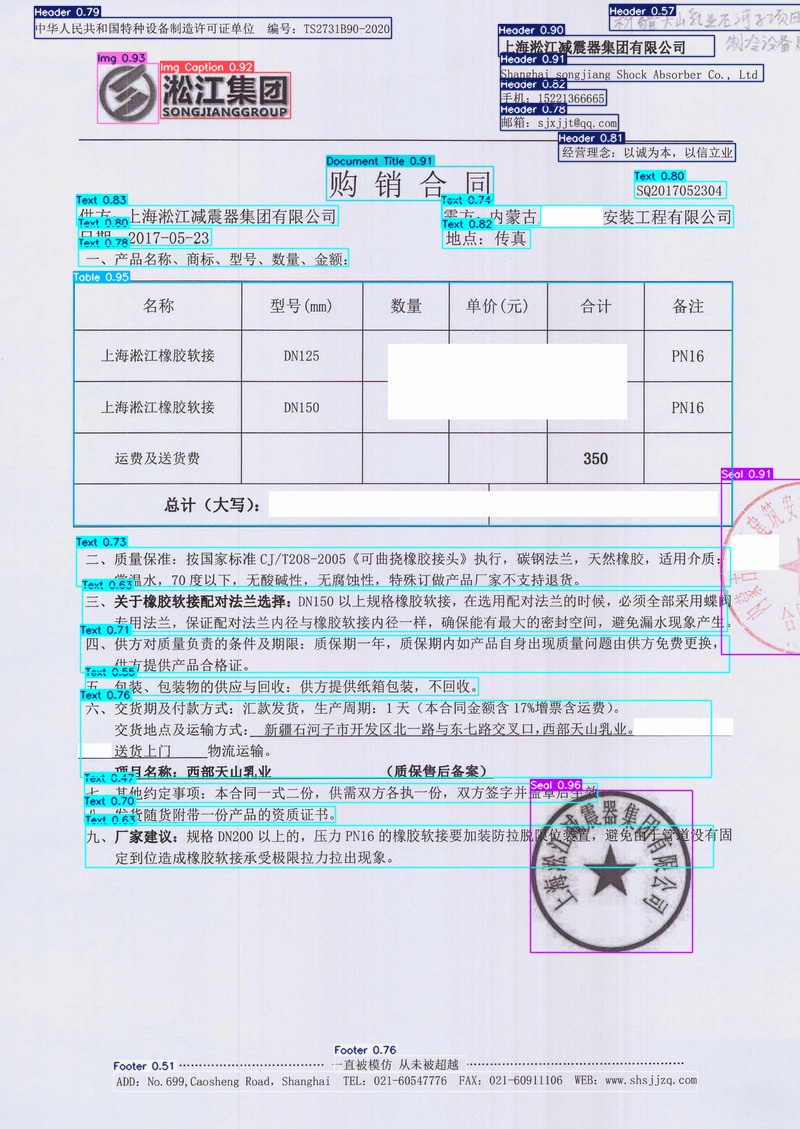 Header 0.79
中华人民共和国特种设备制造许可证单位 编号：TS2731B90-2020
Header 0.57
新疆天山乳业石河子项目
制冷设备
Header 0.90
上海淞江减震器集团有限公司
Header 0.91
Shanghai songjiang Shock Absorber Co., Ltd
Header 0.82
手机：15221366665
Header 0.78
邮箱：sjxjjt@qq.com
Header 0.81
经营理念：以诚为本，以信立业
Img 0.93
Img Caption 0.92
淞江集团
SONGJIANGGROUP
Document Title 0.91
购销合同
Text 0.80
SQ2017052304
Text 0.83
供方：上海淞江减震器集团有限公司
Text 0.74
需方：内蒙古 安装工程有限公司
Text 0.80
日期：2017-05-23
Text 0.82
地点：传真
Text 0.78
一、产品名称、商标、型号、数量、金额：
Table 0.95
名称 型号(mm) 数量 单价(元) 合计 备注
上海淞江橡胶软接 DN125 PN16
上海淞江橡胶软接 DN150 PN16
运费及送货费 350
总计（大写）：
Seal 0.91
Text 0.73
二、质量保准：按国家标准 CJ/T208-2005《可曲挠橡胶接头》执行，碳钢法兰，天然橡胶，适用介质：
常温水，70 度以下，无酸碱性，无腐蚀性，特殊订做产品厂家不支持退货。
Text 0.63
三、关于橡胶软接配对法兰选择：DN150 以上规格橡胶软接，在选用配对法兰的时候，必须全部采用蝶阀
专用法兰，保证配对法兰内径与橡胶软接内径一样，确保能有最大的密封空间，避免漏水现象产生。
Text 0.71
四、供方对质量负责的条件及期限：质保期一年，质保期内如产品自身出现质量问题由供方免费更换，
供方提供产品合格证。
Text 0.55
五、包装、包装物的供应与回收：供方提供纸箱包装，不回收。
Text 0.76
六、交货期及付款方式：汇款发货，生产周期：1 天（本合同金额含 17%增票含运费）。
交货地点及运输方式：新疆石河子市开发区北一路与东七路交叉口,西部天山乳业。
送货上门 物流运输。
项目名称：西部天山乳业 （质保售后备案）
Text 0.47
七、其他约定事项：本合同一式二份，供需双方各执一份，双方签字并盖章后生效
Text 0.70
八、发货随货附带一份产品的资质证书。
Text 0.63
九、厂家建议：规格 DN200 以上的，压力 PN16 的橡胶软接要加装防拉脱限位装置，避免由于管道没有固
定到位造成橡胶软接承受极限拉力拉出现象。
Seal 0.96
上海淞江减震器集团有限公司
Footer 0.76
一直被模仿 从未被超越
Footer 0.51
ADD：No.699,Caosheng Road, Shanghai TEL：021-60547776 FAX：021-60911106 WEB：www.shsjjzq.com